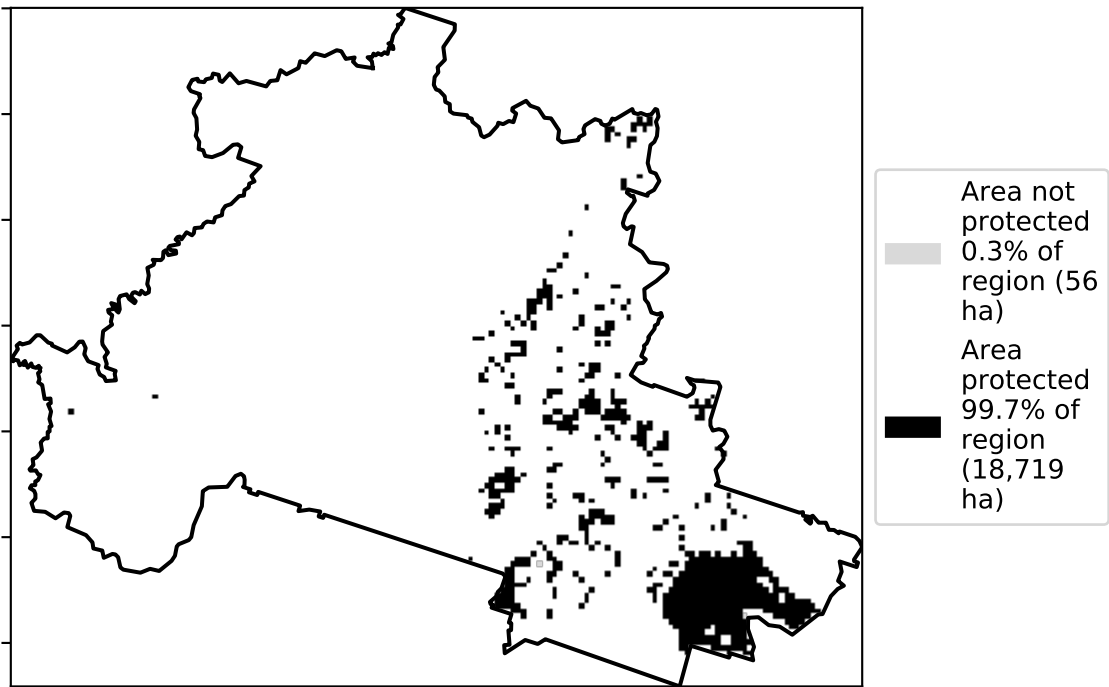 Area not
protected
0.3% of
region (56
ha)
Area
protected
99.7% of
region
(18,719
ha)